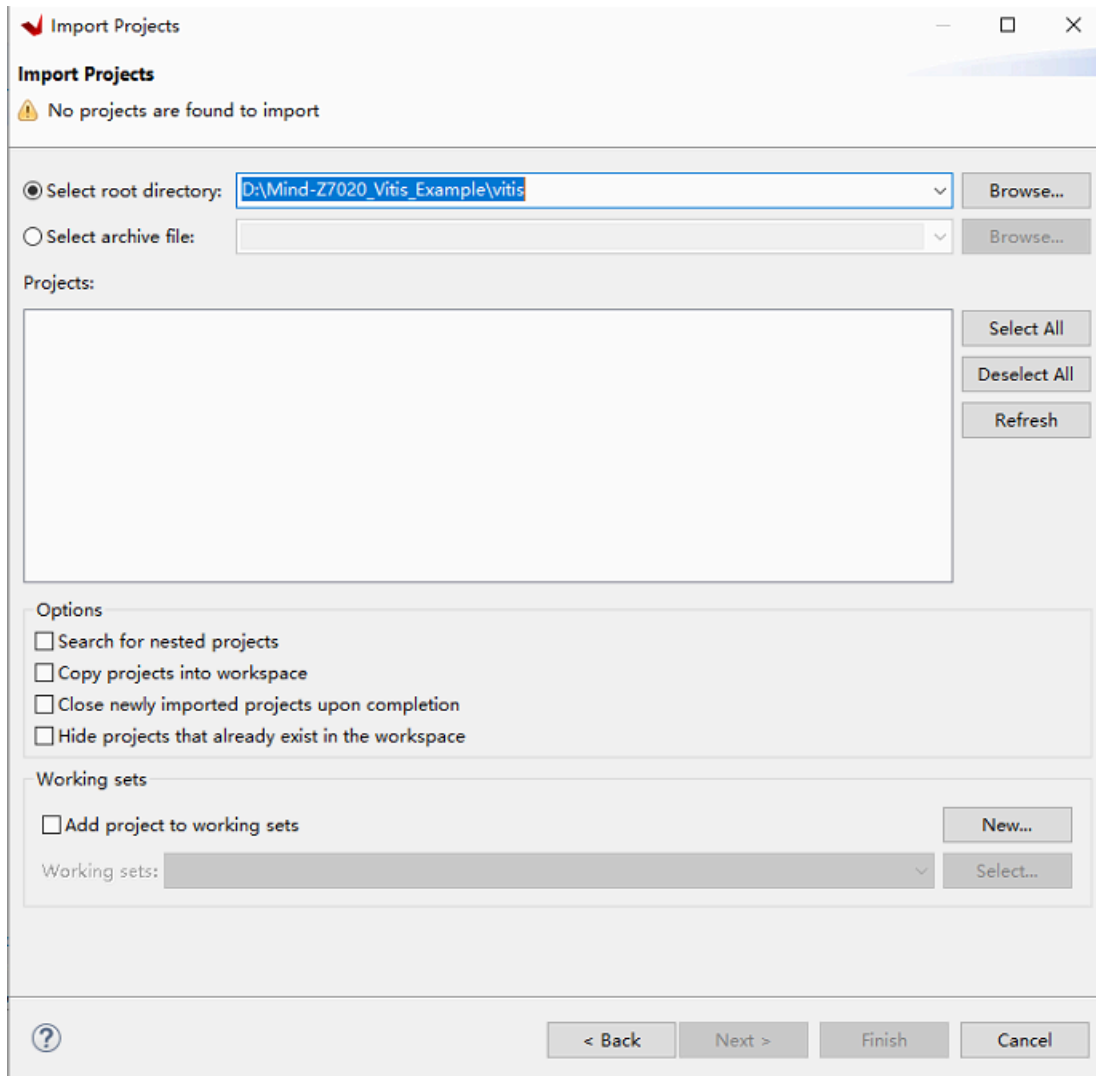 Import Projects
Import Projects
No projects are found to import
Select root directory: D:\Mind-Z7020_Vitis_Example\vitis Browse...
Select archive file: Browse...
Projects:
Select All
Deselect All
Refresh
Options
Search for nested projects
Copy projects into workspace
Close newly imported projects upon completion
Hide projects that already exist in the workspace
Working sets
Add project to working sets New...
Working sets: Select...
? < Back Next > Finish Cancel